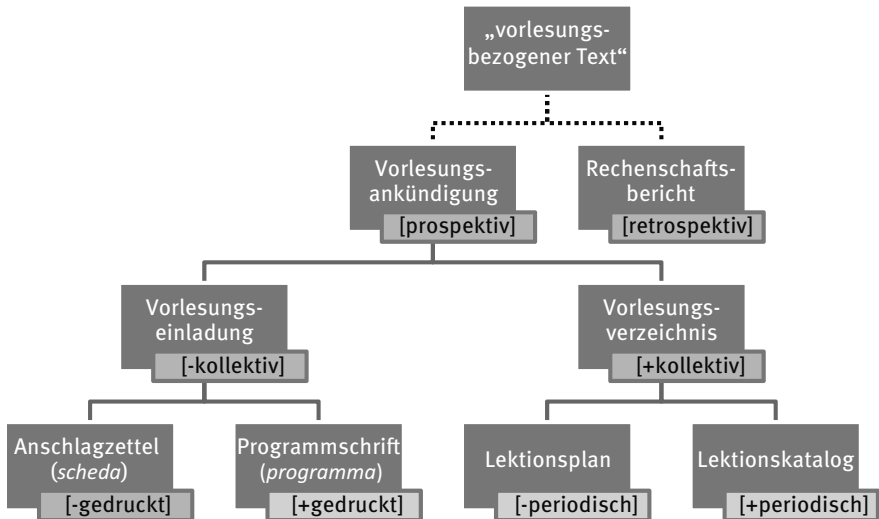 „vorlesungs-
bezogener Text“
Vorlesungs-
ankündigung
[prospektiv]
Rechenschafts-
bericht
[retrospektiv]
Vorlesungs-
einladung
[-kollektiv]
Vorlesungs-
verzeichnis
[+kollektiv]
Anschlagzettel
(scheda)
[-gedruckt]
Programmschrift
(programma)
[+gedruckt]
Lektionsplan
[-periodisch]
Lektionskatalog
[+periodisch]